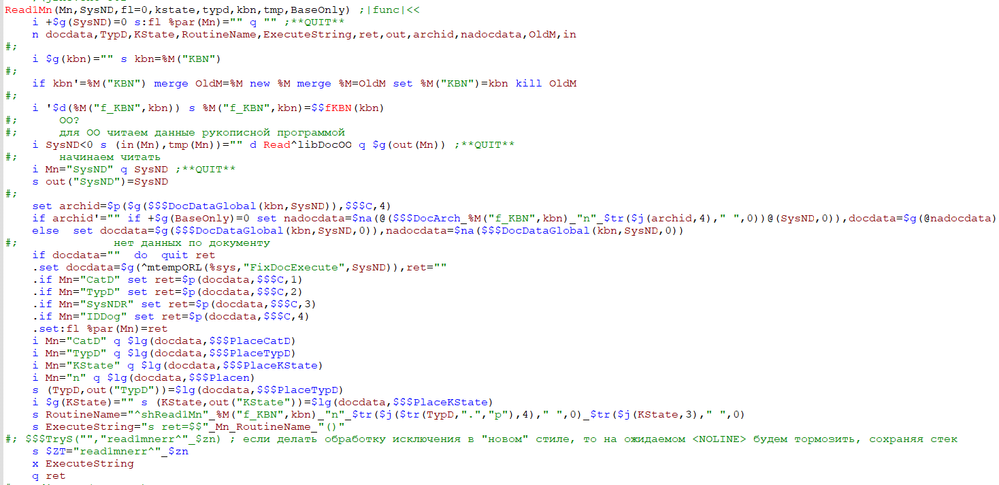 Read1Mn(Mn,SysND,fl=0,kstate,typd,kbn,tmp,BaseOnly) ;|func|<<
i +$g(SysND)=0 s:fl %par(Mn)="" q "" ;**QUIT**
n docdata,TypD,KState,RoutineName,ExecuteString,ret,out,archid,nadocdata,OldM,in
#;
i $g(kbn)="" s kbn=%M("KBN")
#;
if kbn'=%M("KBN") merge OldM=%M new %M merge %M=OldM set %M("KBN")=kbn kill OldM
#;
i '$d(%M("f_KBN",kbn)) s %M("f_KBN",kbn)=$$fKBN(kbn)
#; ОО?
#; для ОО читаем данные рукописной программой
i SysND<0 s (in(Mn),tmp(Mn))="" d Read^libDocOO q $g(out(Mn)) ;**QUIT**
#; начинаем читать
i Mn="SysND" q SysND ;**QUIT**
s out("SysND")=SysND
#;
set archid=$p($g($$$DocDataGlobal(kbn,SysND)),$$$C,4)
if archid'="" if +$g(BaseOnly)=0 set nadocdata=$na(@($$$DocArch_%M("f_KBN",kbn)_"n"_$tr($j(archid,4)," ",0))@(SysND,0)),docdata=$g(@nadocdata)
else  set docdata=$g($$$DocDataGlobal(kbn,SysND,0)),nadocdata=$na($$$DocDataGlobal(kbn,SysND,0))
#; нет данных по документу
if docdata=""  do  quit ret
.set docdata=$g(^mtempORL(%sys,"FixDocExecute",SysND)),ret=""
.if Mn="CatD" set ret=$p(docdata,$$$C,1)
.if Mn="TypD" set ret=$p(docdata,$$$C,2)
.if Mn="SysNDR" set ret=$p(docdata,$$$C,3)
.if Mn="IDDog" set ret=$p(docdata,$$$C,4)
.set:fl %par(Mn)=ret
i Mn="CatD" q $lg(docdata,$$$PlaceCatD)
i Mn="TypD" q $lg(docdata,$$$PlaceTypD)
i Mn="KState" q $lg(docdata,$$$PlaceKState)
i Mn="n" q $lg(docdata,$$$Placen)
s (TypD,out("TypD"))=$lg(docdata,$$$PlaceTypD)
i $g(KState)="" s (KState,out("KState"))=$lg(docdata,$$$PlaceKState)
s RoutineName="^shRead1Mn"_%M("f_KBN",kbn)_"n"_$tr($j($tr(TypD,".","p"),4)," ",0)_$tr($j(KState,3)," ",0)
s ExecuteString="s ret=$$"_Mn_RoutineName_"()"
#; $$$TryS("","read1mnerr^"_$zn) ; если делать обработку исключения в "новом" стиле, то на ожидаемом <NOLINE> будем тормозить, сохраняя стек
s $ZT="read1mnerr^"_$zn
x ExecuteString
q ret